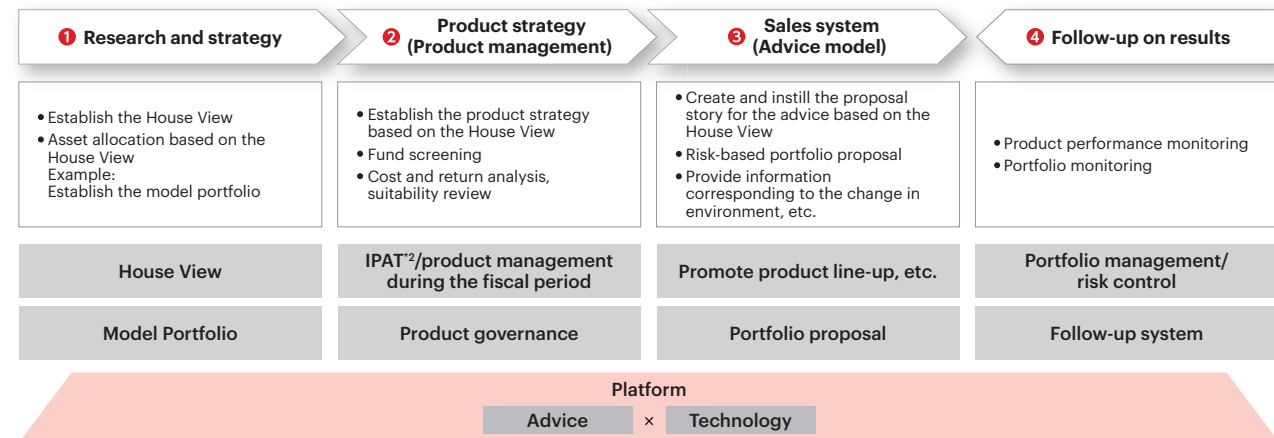 ❶ Research and strategy
❷ Product strategy
(Product management)
❸ Sales system
(Advice model)
❹ Follow-up on results
• Establish the House View
• Asset allocation based on the
House View
Example:
Establish the model portfolio
• Establish the product strategy
based on the House View
• Fund screening
• Cost and return analysis,
suitability review
• Create and instill the proposal
story for the advice based on the
House View
• Risk-based portfolio proposal
• Provide information
corresponding to the change in
environment, etc.
• Product performance monitoring
• Portfolio monitoring
House View
IPAT*2/product management
during the fiscal period
Promote product line-up, etc.
Portfolio management/
risk control
Model Portfolio
Product governance
Portfolio proposal
Follow-up system
Platform
Advice × Technology